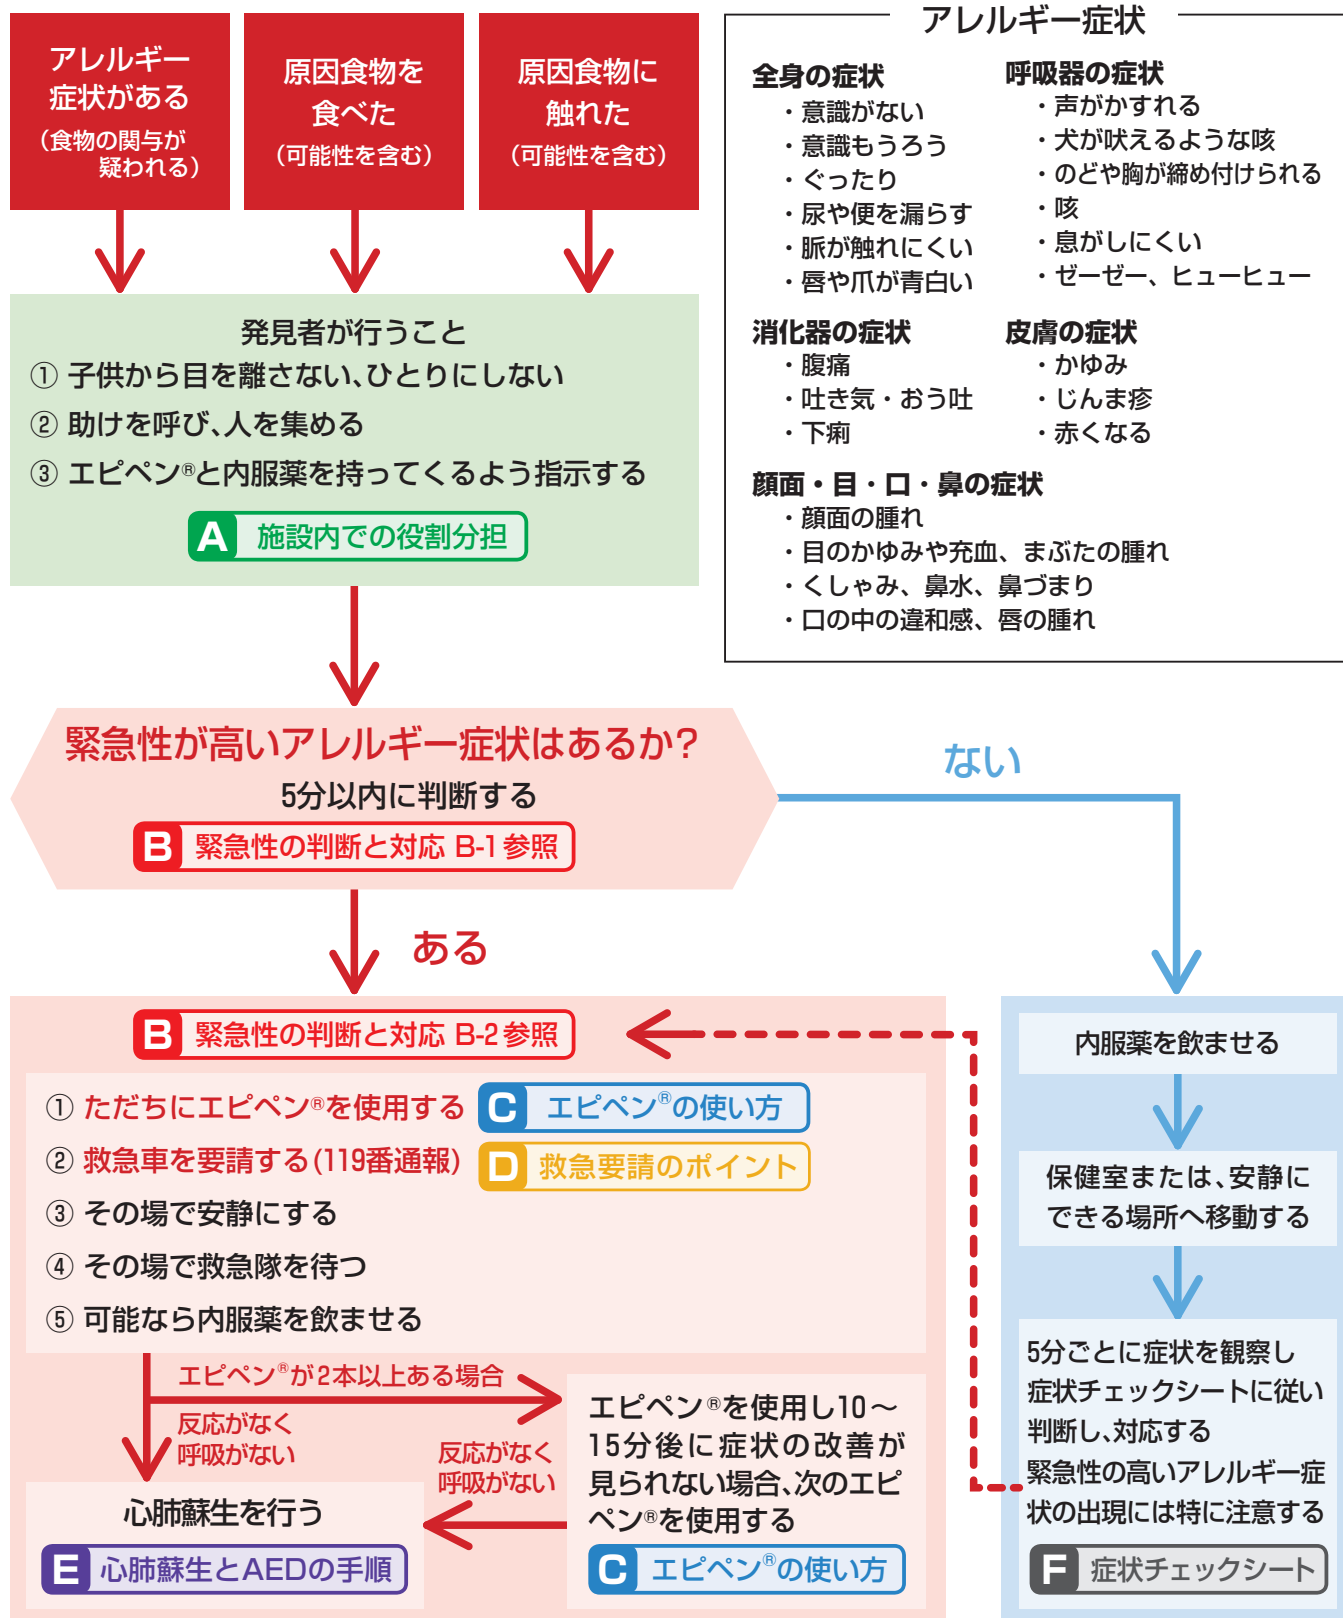 アレルギー
症状がある
（食物の関与が
疑われる）
原因食物を
食べた
（可能性を含む）
原因食物に
触れた
（可能性を含む）
アレルギー症状
全身の症状
・意識がない
・意識もうろう
・ぐったり
・尿や便を漏らす
・脈が触れにくい
・唇や爪が青白い
呼吸器の症状
・声がかすれる
・犬が吠えるような咳
・のどや胸が締め付けられる
・咳
・息がしにくい
・ゼーゼー、ヒューヒュー
消化器の症状
・腹痛
・吐き気・おう吐
・下痢
皮膚の症状
・かゆみ
・じんま疹
・赤くなる
顔面・目・口・鼻の症状
・顔面の腫れ
・目のかゆみや充血、まぶたの腫れ
・くしゃみ、鼻水、鼻づまり
・口の中の違和感、唇の腫れ
発見者が行うこと
① 子供から目を離さない、ひとりにしない
② 助けを呼び、人を集める
③ エピペン®と内服薬を持ってくるよう指示する
A 施設内での役割分担
緊急性が高いアレルギー症状はあるか？
5分以内に判断する
B 緊急性の判断と対応 B-1参照
ない
ある
B 緊急性の判断と対応 B-2参照
① ただちにエピペン®を使用する
C エピペン®の使い方
② 救急車を要請する(119番通報)
D 救急要請のポイント
③ その場で安静にする
④ その場で救急隊を待つ
⑤ 可能なら内服薬を飲ませる
エピペン®が2本以上ある場合
反応がなく
呼吸がない
エピペン®を使用し10～
15分後に症状の改善が
見られない場合、次のエピ
ペン®を使用する
C エピペン®の使い方
反応がなく
呼吸がない
心肺蘇生を行う
E 心肺蘇生とAEDの手順
内服薬を飲ませる
保健室または、安静に
できる場所へ移動する
5分ごとに症状を観察し
症状チェックシートに従い
判断し、対応する
緊急性の高いアレルギー症
状の出現には特に注意する
F 症状チェックシート